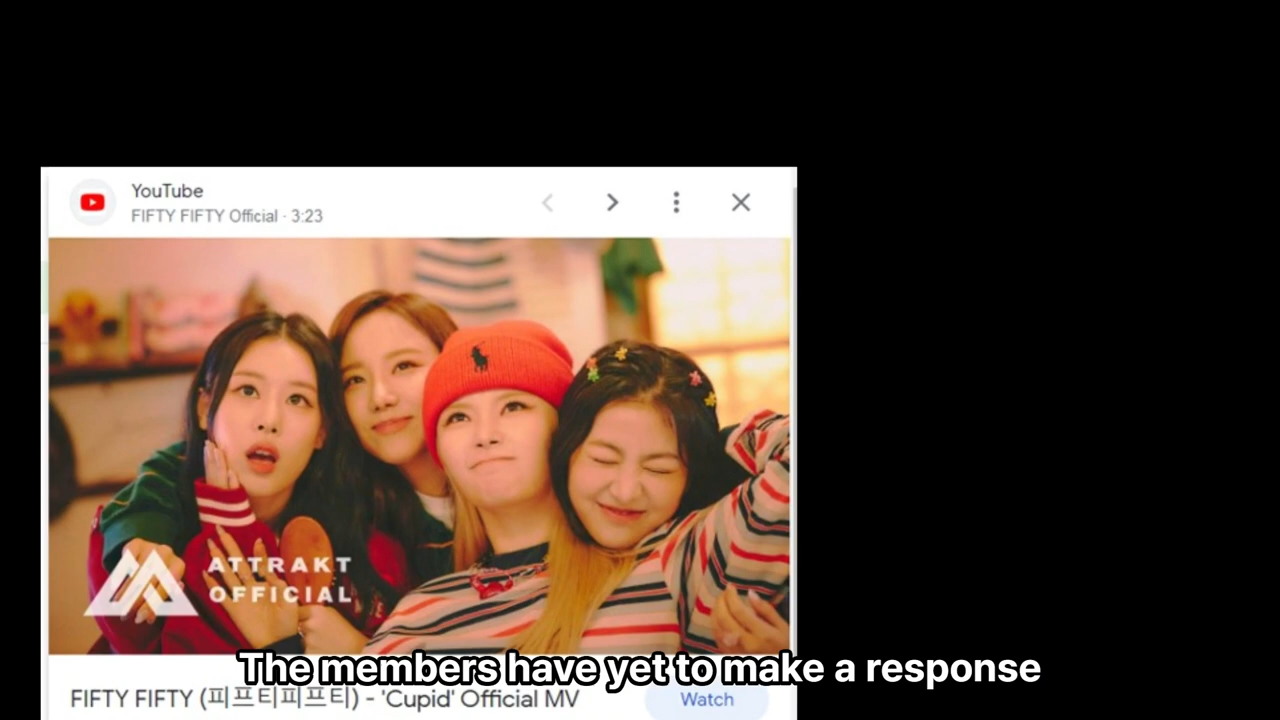 YouTube
FIFTY FIFTY Official · 3:23
ATTRAKT
OFFICIAL
The members have yet to make a response
FIFTY FIFTY (피프티피프티) - 'Cupid' Official MV
Watch